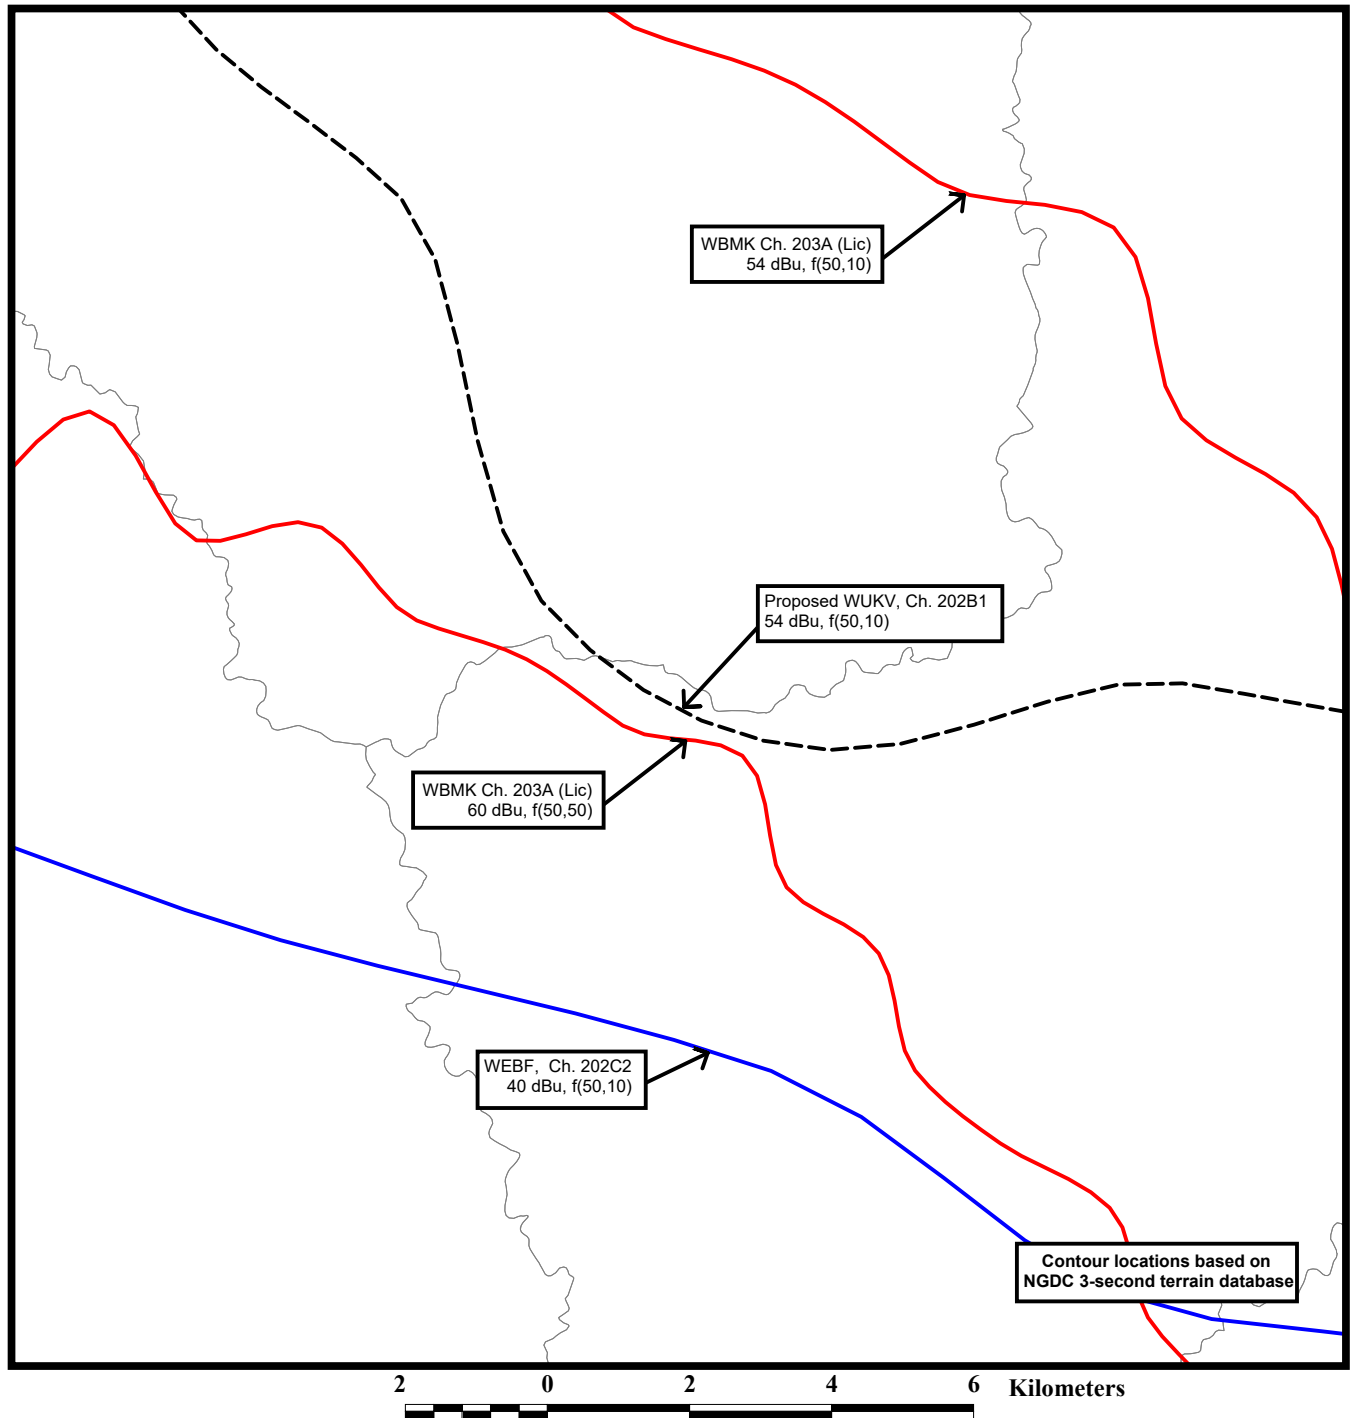 WBMK Ch. 203A (Lic)
54 dBu, f(50,10)
Proposed WUKV, Ch. 202B1
54 dBu, f(50,10)
WBMK Ch. 203A (Lic)
60 dBu, f(50,50)
WEBF, Ch. 202C2
40 dBu, f(50,10)
Contour locations based on
NGDC 3-second terrain database
2 0 2 4 6 Kilometers